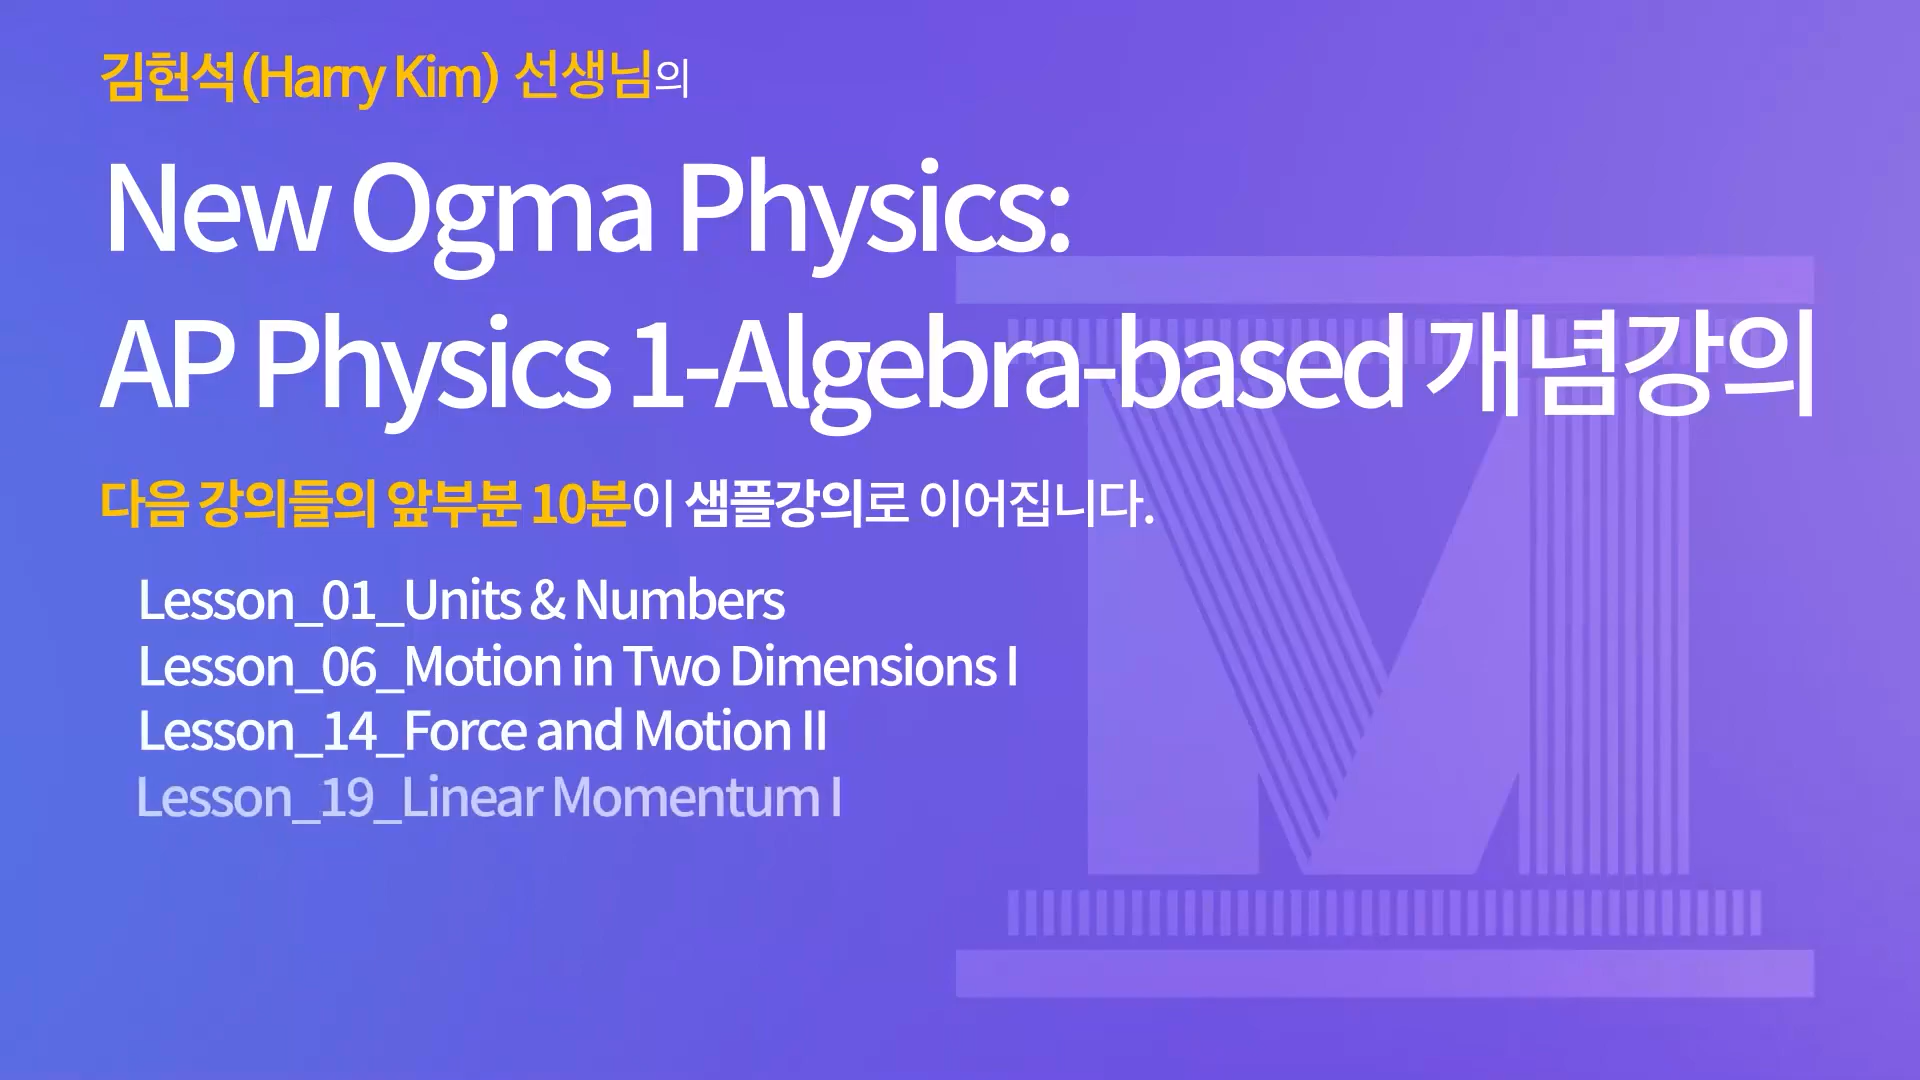 김헌석(Harry Kim) 선생님의
New Ogma Physics:
AP Physics 1-Algebra-based 개념강의
다음 강의들의 앞부분 10분이 샘플강의로 이어집니다.
Lesson_01_Units & Numbers
Lesson_06_Motion in Two Dimensions I
Lesson_14_Force and Motion II
Lesson_19_Linear Momentum I